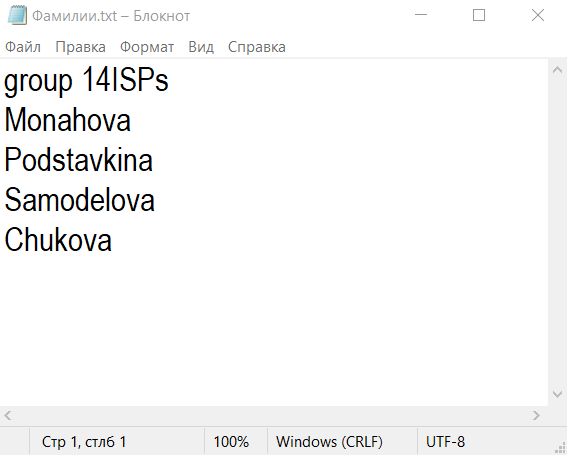 Фамилии.txt – Блокнот
Файл Правка Формат Вид Справка
group 14ISPs
Monahova
Podstavkina
Samodelova
Chukova
Стр 1, стлб 1 100% Windows (CRLF) UTF-8